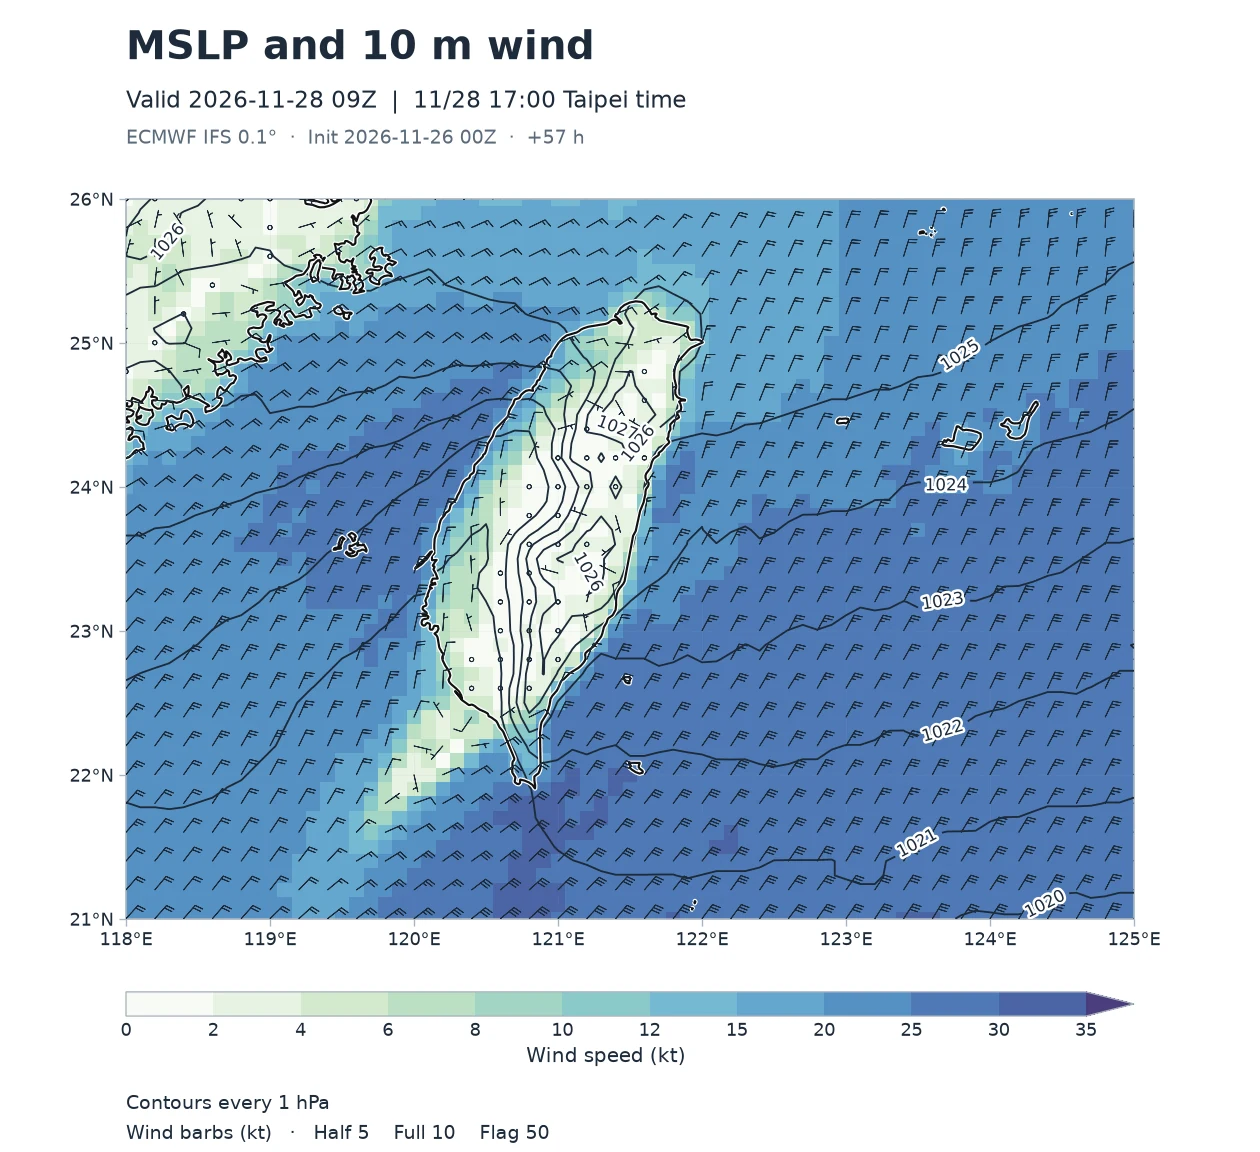 MSLP and 10 m wind
Valid 2026-11-28 09Z | 11/28 17:00 Taipei time
ECMWF IFS 0.1° · Init 2026-11-26 00Z · +57 h
26°N
25°N
24°N
23°N
22°N
21°N
1026
1025
1027
1026
1024
1026
1023
1022
1021
1020
118°E 119°E 120°E 121°E 122°E 123°E 124°E 125°E
0 2 4 6 8 10 12 15 20 25 30 35
Wind speed (kt)
Contours every 1 hPa
Wind barbs (kt) · Half 5 Full 10 Flag 50